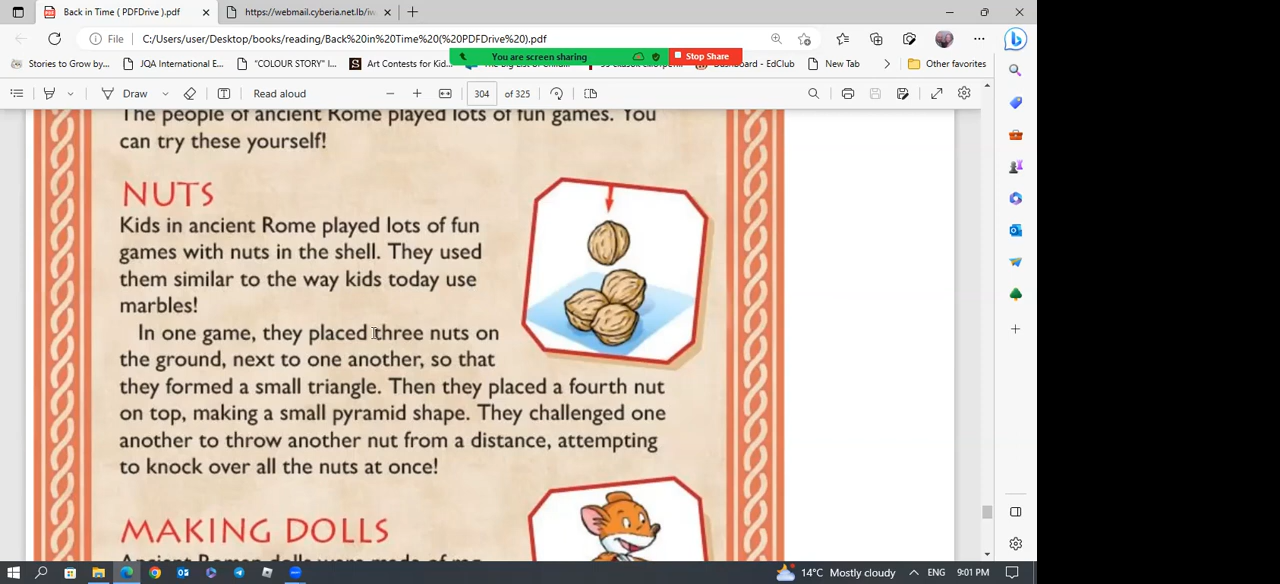 Back in Time ( PDFDrive ).pdf
https://webmail.cyberia.net.lb/iw
File
C:/Users/user/Desktop/books/reading/Back%20in%20Time%20(%20PDFDrive%20).pdf
You are screen sharing
Stop Share
Stories to Grow by...
JQA International E...
"COLOUR STORY" I...
Art Contests for Kid...
EdClub
New Tab
Other favorites
Draw
Read aloud
304
of 325
The people of ancient Rome played lots of fun games. You
can try these yourself!
NUTS
Kids in ancient Rome played lots of fun
games with nuts in the shell. They used
them similar to the way kids today use
marbles!
In one game, they placed three nuts on
the ground, next to one another, so that
they formed a small triangle. Then they placed a fourth nut
on top, making a small pyramid shape. They challenged one
another to throw another nut from a distance, attempting
to knock over all the nuts at once!
MAKING DOLLS
14°C Mostly cloudy
ENG
9:01 PM